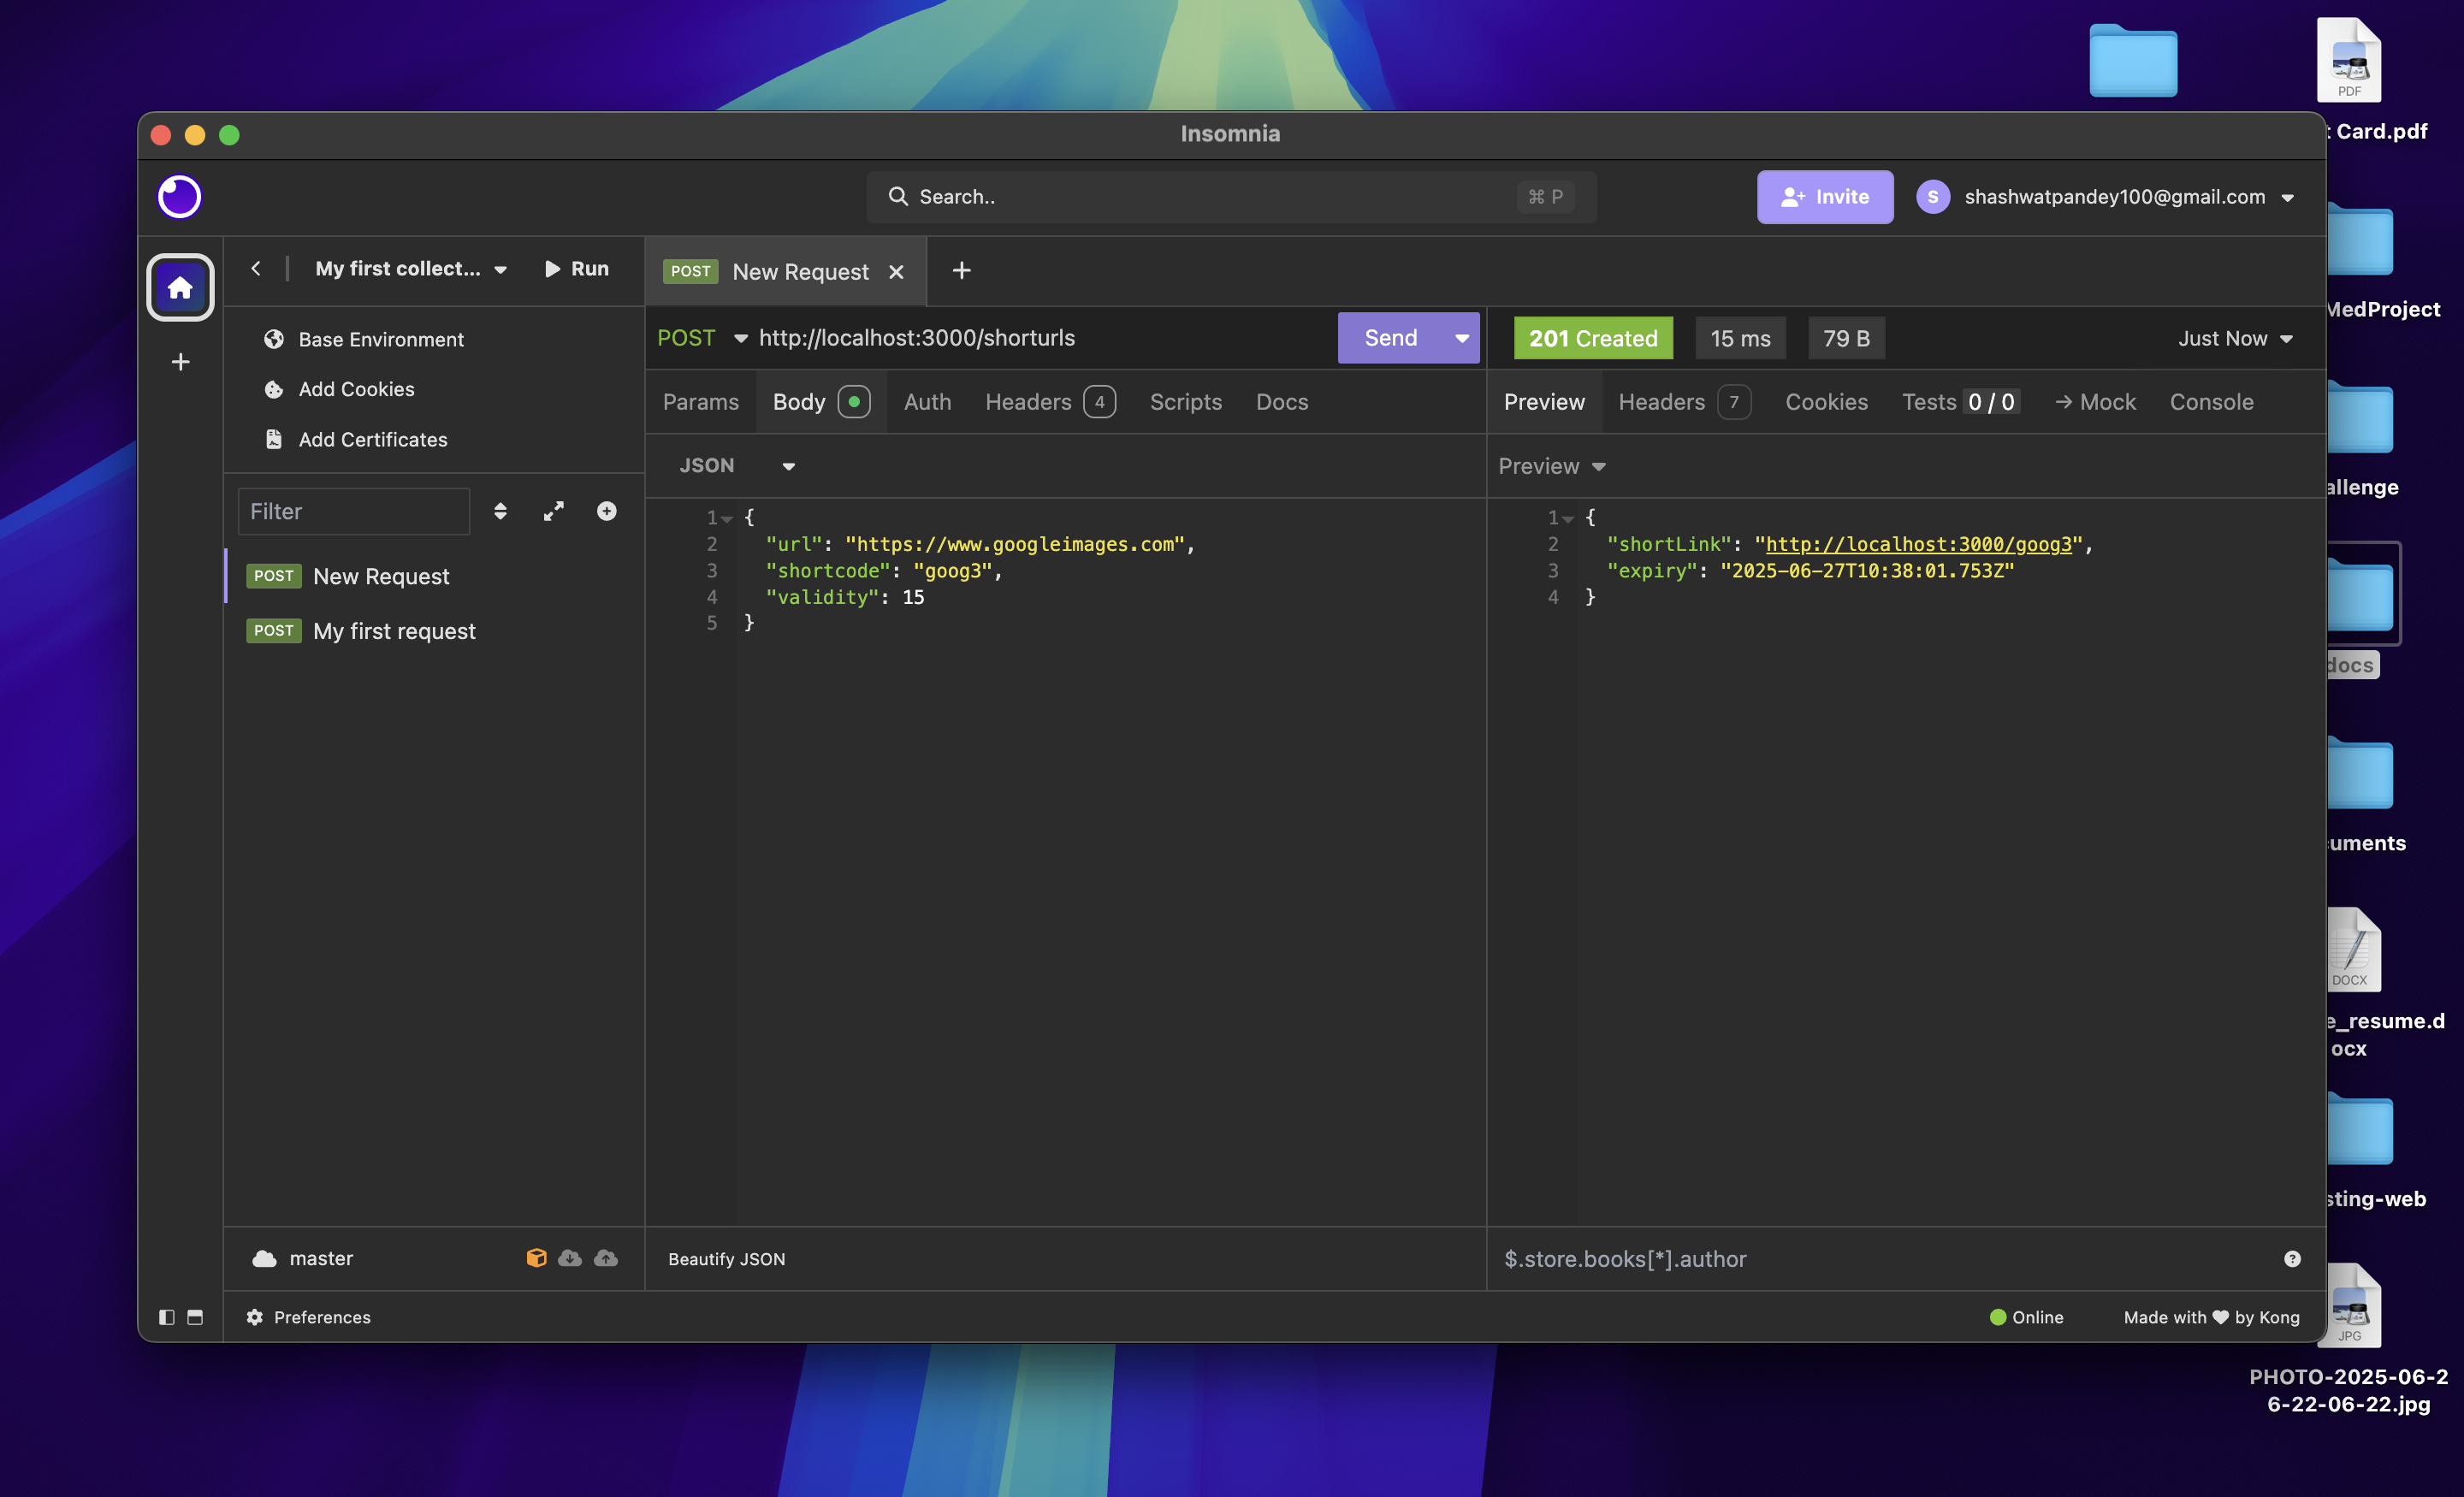 Insomnia
Search..
⌘ P
Invite
S
shashwatpandey100@gmail.com
My first collect...
Run
POST New Request
Base Environment
Add Cookies
Add Certificates
Filter
POST New Request
POST My first request
master
POST http://localhost:3000/shorturls
Send
Params
Body
Auth
Headers 4
Scripts
Docs
JSON
1 {
2 "url": "https://www.googleimages.com",
3 "shortcode": "goog3",
4 "validity": 15
5 }
Beautify JSON
201 Created
15 ms
79 B
Just Now
Preview
Headers 7
Cookies
Tests 0 / 0
→ Mock
Console
Preview
1 {
2 "shortLink": "http://localhost:3000/goog3",
3 "expiry": "2025-06-27T10:38:01.753Z"
4 }
$.store.books[*].author
Preferences
Online
Made with ♥ by Kong
PDF
t Card.pdf
MedProject
allenge
docs
cuments
DOCX
e_resume.d
ocx
sting-web
JPG
PHOTO-2025-06-2
6-22-06-22.jpg